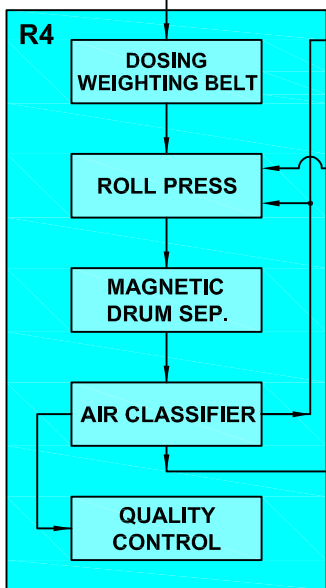 R4
DOSING
WEIGHTING BELT
ROLL PRESS
MAGNETIC
DRUM SEP.
AIR CLASSIFIER
QUALITY
CONTROL